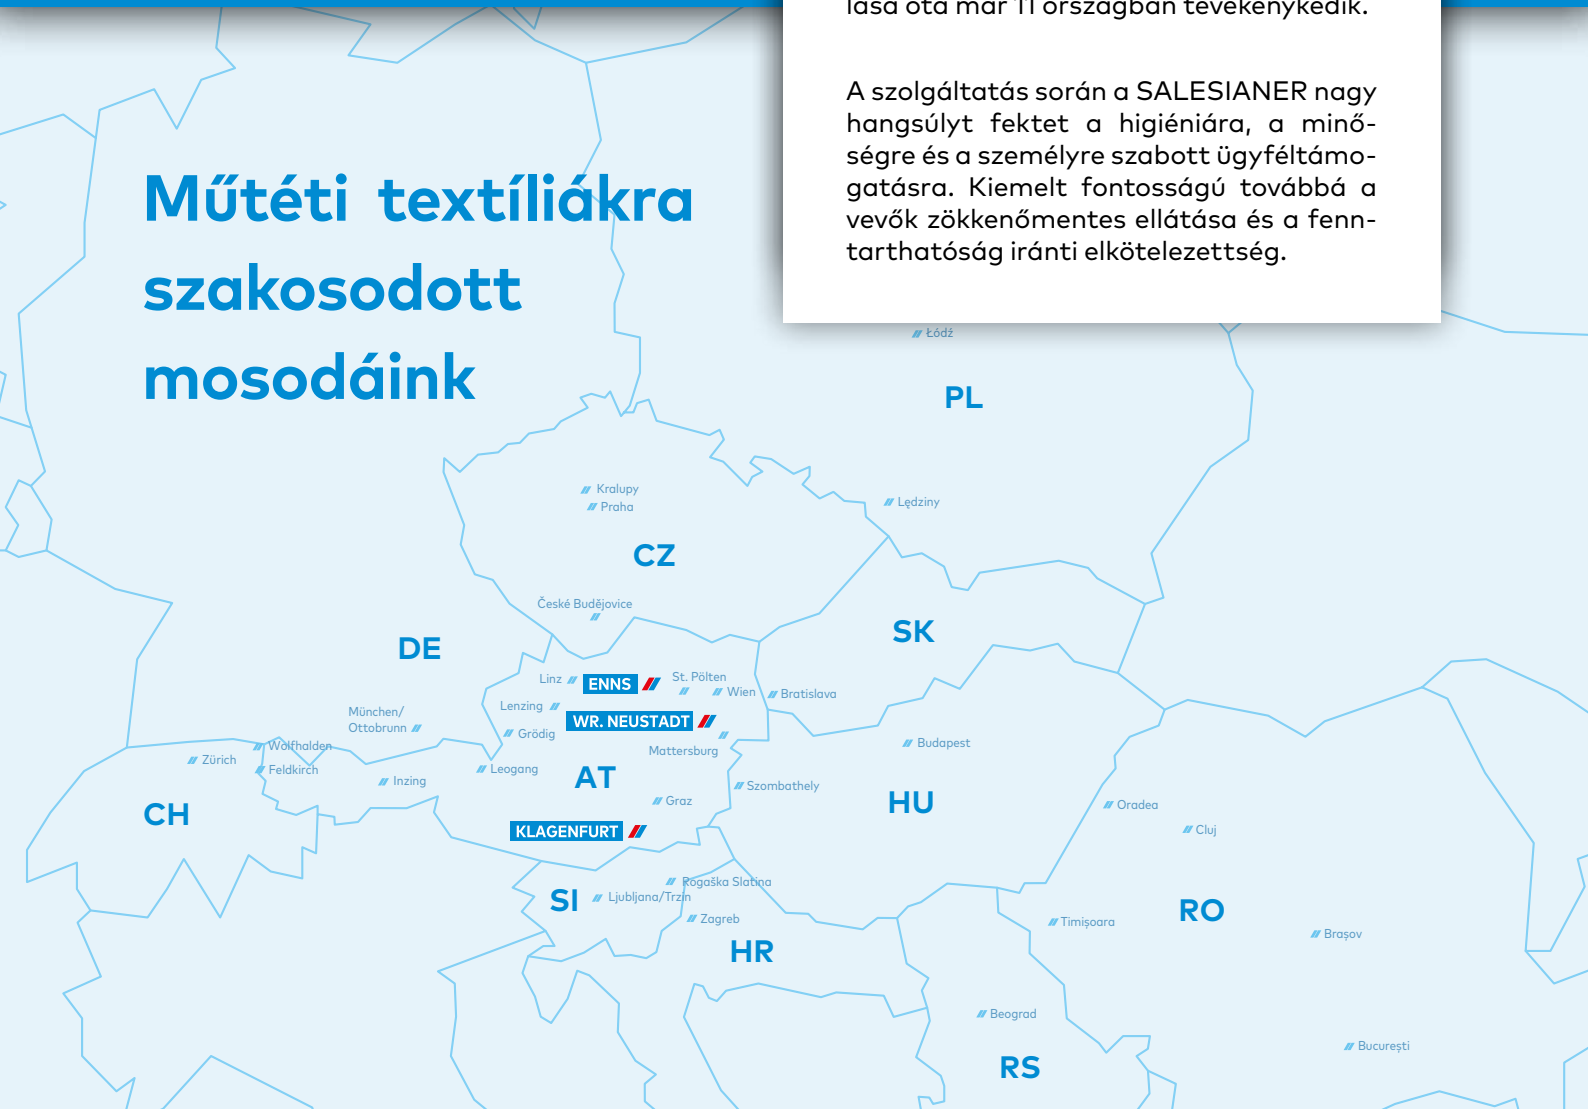 lása óta már 11 országban tevékenykedik.
A szolgáltatás során a SALESIANER nagy
hangsúlyt fektet a higiéniára, a minő-
ségre és a személyre szabott ügyféltámo-
gatásra. Kiemelt fontosságú továbbá a
vevők zökkenőmentes ellátása és a fenn-
tarthatóság iránti elkötelezettség.
Műtéti textíliákra
szakosodott
mosodáink
Łódź
PL
Kralupy
Praha
Lędziny
CZ
České Budějovice
SK
DE
Linz
ENNS
St. Pölten
Wien
Bratislava
Lenzing
München/
Ottobrunn
WR. NEUSTADT
Grödig
Mattersburg
Budapest
Wolfhalden
Zürich
Feldkirch
Inzing
Leogang
AT
Szombathely
Graz
HU
Oradea
CH
KLAGENFURT
Cluj
Rogaška Slatina
SI
Ljubljana/Trzin
Zagreb
RO
Timișoara
Brașov
HR
Beograd
București
RS